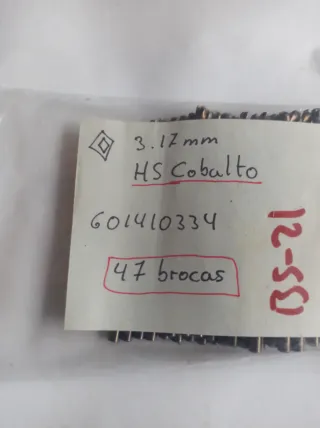 3.17mm
HS Cobalto
601410334
47 brocas
BS-21